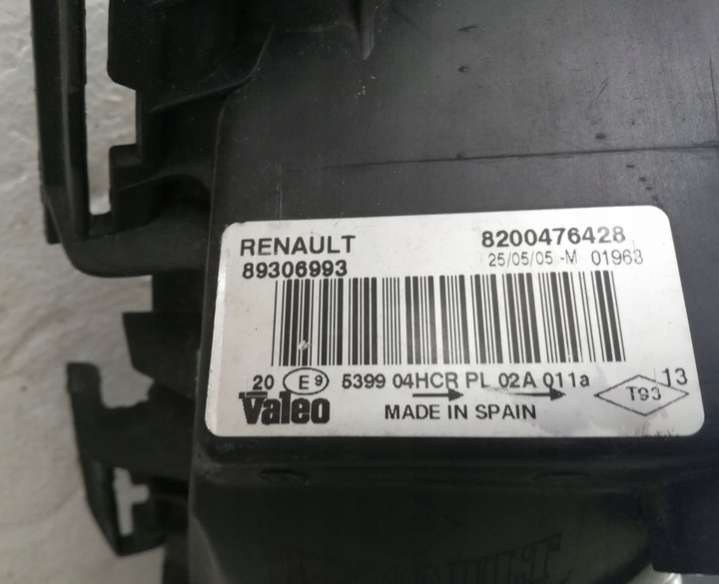 RENAULT 8200476428
89306993 25/05/05 -M 01963
20 E9 5399 04HCR PL 02A 011a 13
Valeo MADE IN SPAIN T93